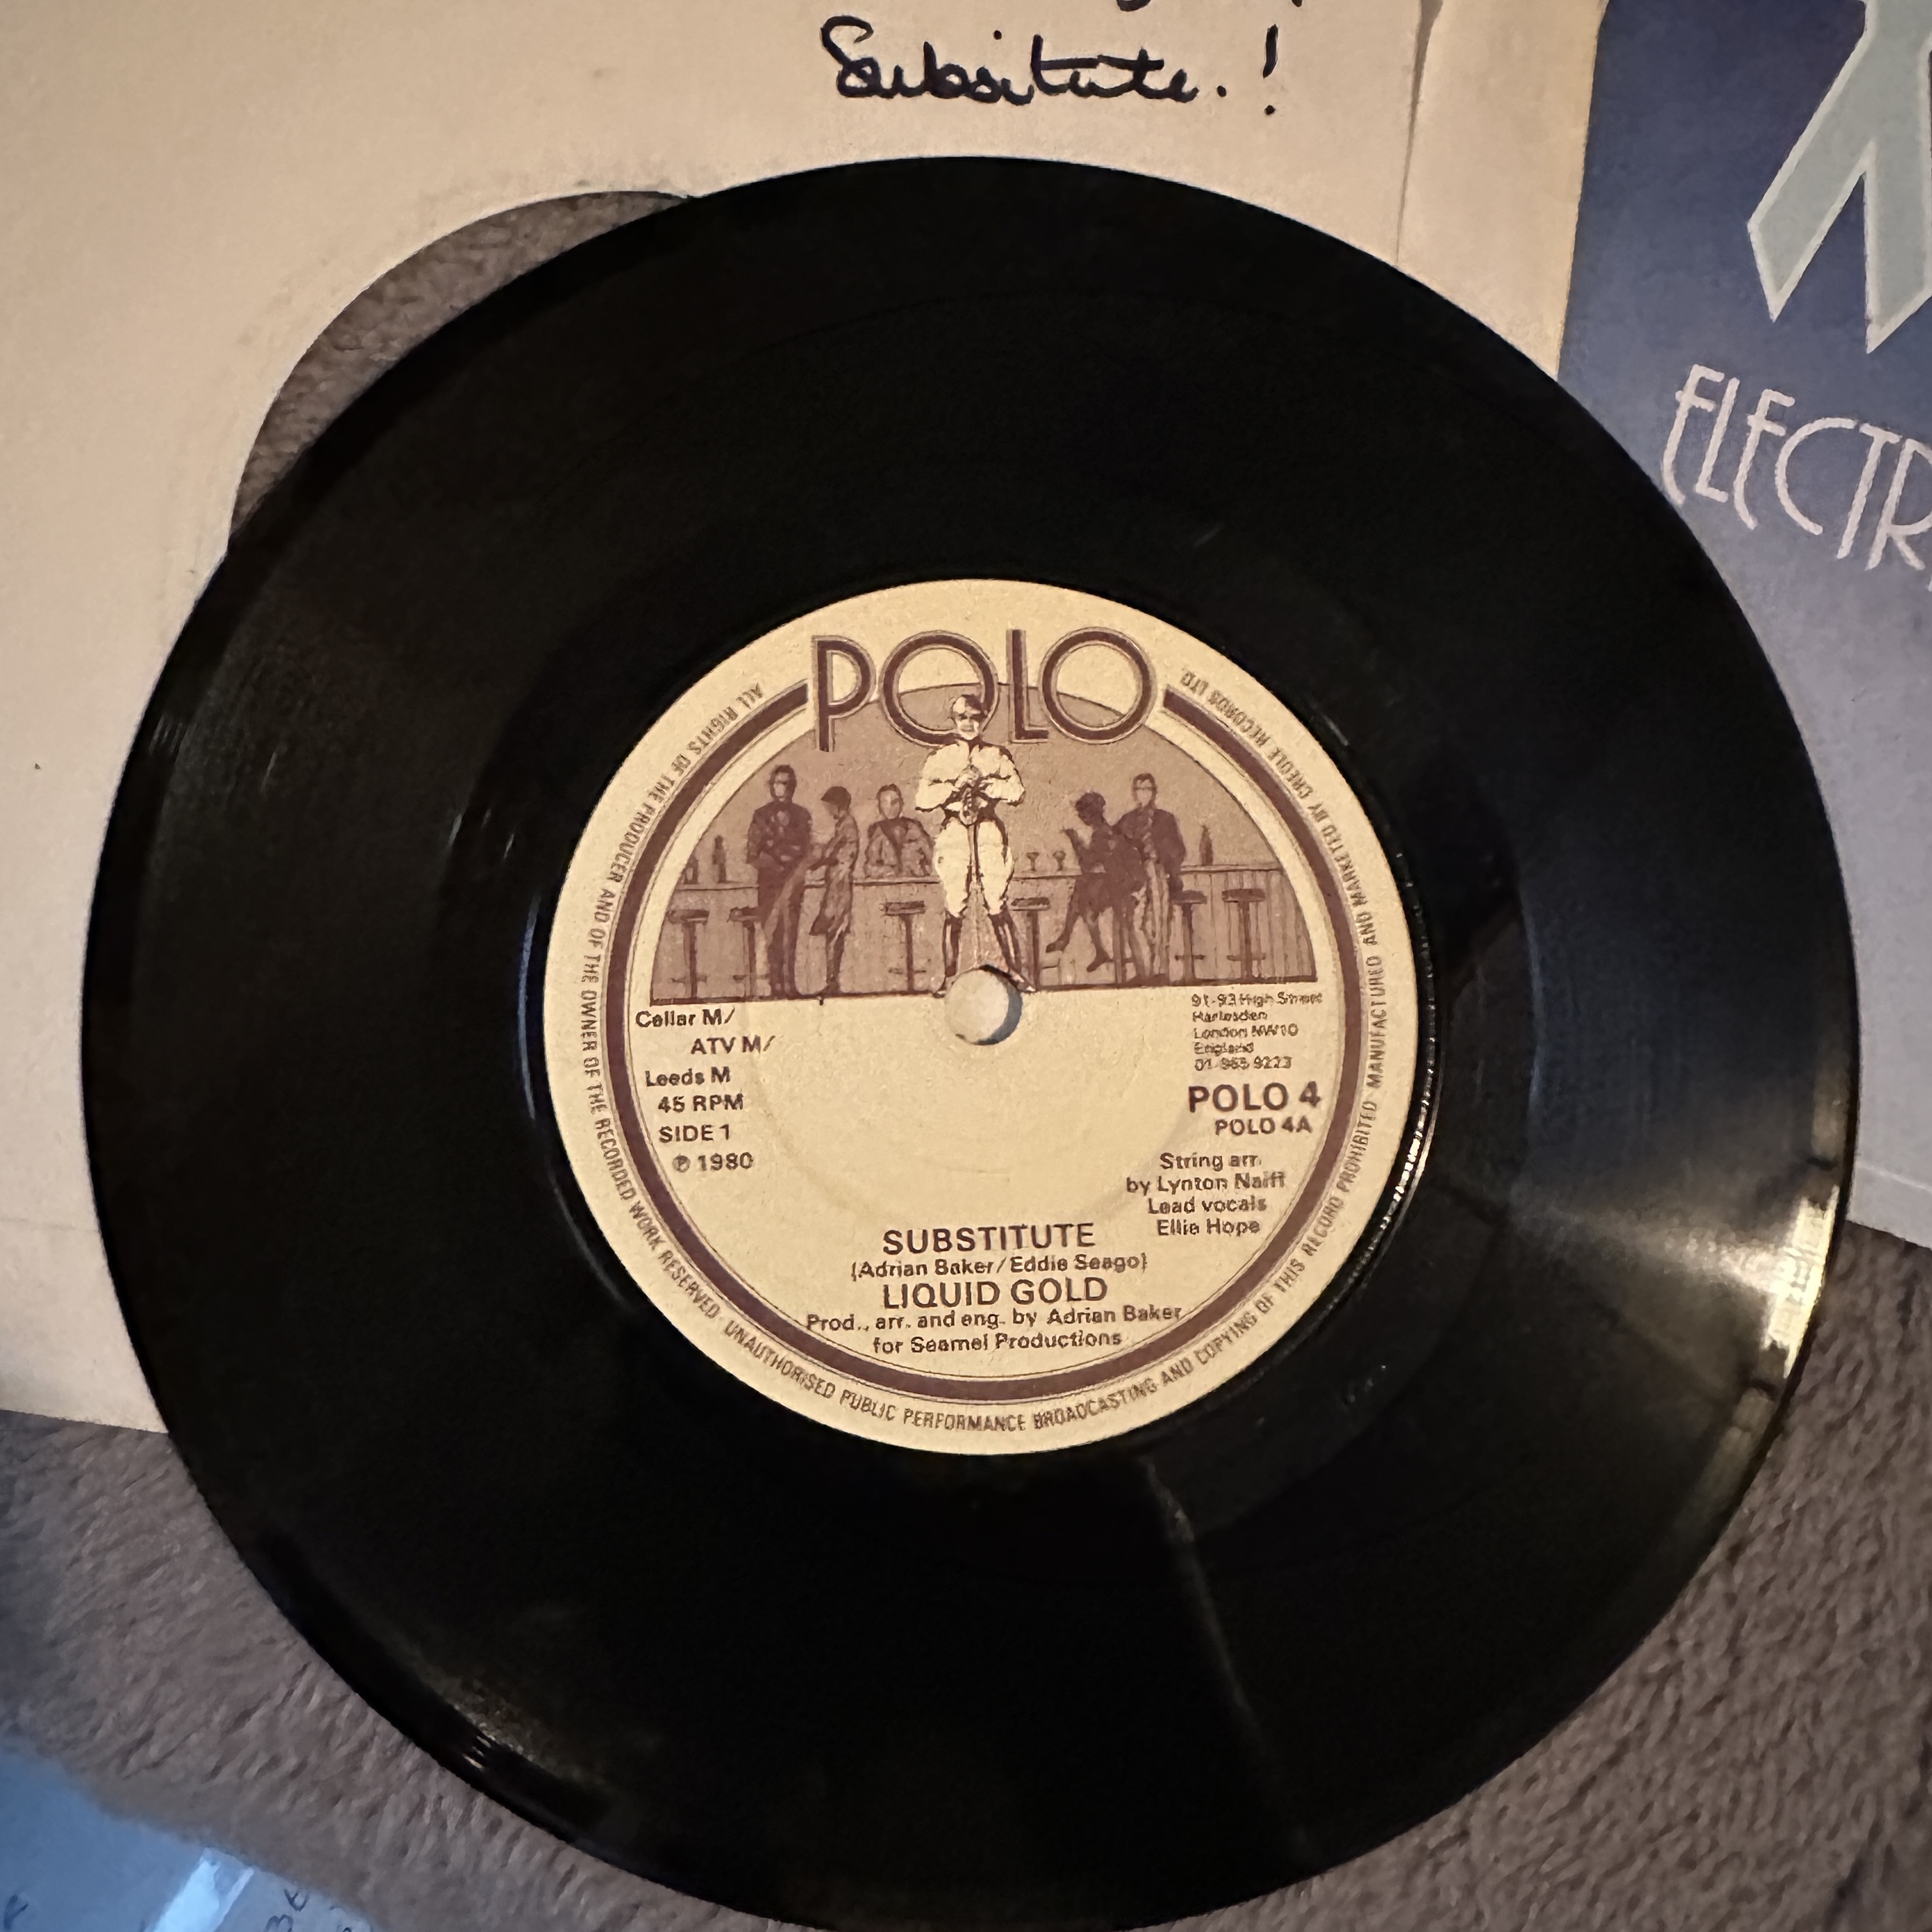 Subsitute.!
ELECTR
POLO
ALL RIGHTS OF THE PRODUCER AND OF THE OWNER OF THE RECORDED WORK RESERVED. UNAUTHORISED PUBLIC PERFORMANCE BROADCASTING AND COPYING OF THIS RECORD PROHIBITED. MANUFACTURED AND MARKETED BY CREOLE RECORDS LTD.
Cellar M/
ATV M/
Leeds M
45 RPM
SIDE 1
℗ 1980
91-93 High Street
Harlesden
London NW10
England
01-965 9223
POLO 4
POLO 4A
String arr.
by Lynton Naiff
Lead vocals
Ellie Hope
SUBSTITUTE
(Adrian Baker/Eddie Seago)
LIQUID GOLD
Prod., arr. and eng. by Adrian Baker
for Seamel Productions